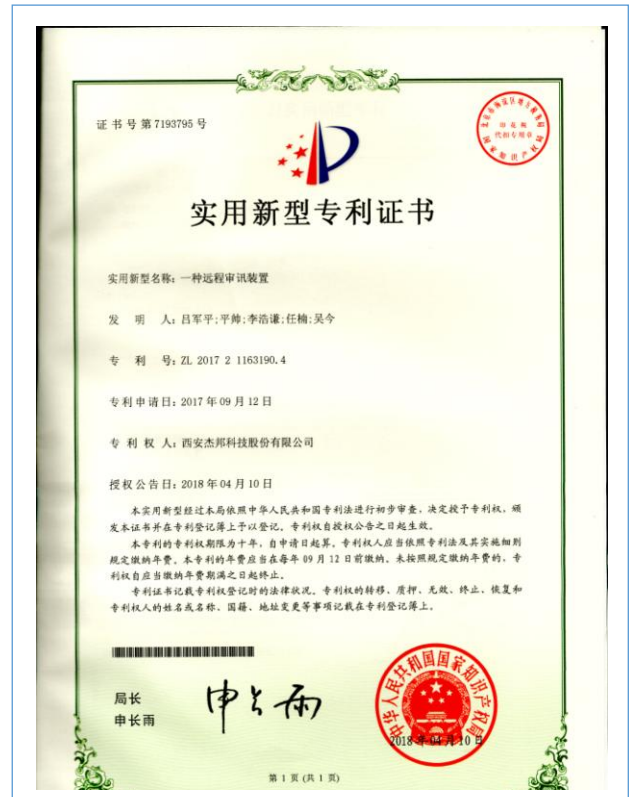 证书号第7193795号
印花税
代扣专用章
实用新型专利证书
实用新型名称：一种远程审讯装置
发 明 人：吕军平;平帅;李浩谦;任楠;吴今
专 利 号：ZL 2017 2 1163190.4
专利申请日：2017年09月12日
专 利 权 人：西安杰邦科技股份有限公司
授权公告日：2018年04月10日
本实用新型经过本局依照中华人民共和国专利法进行初步审查，决定授予专利权，颁
发本证书并在专利登记簿上予以登记。专利权自授权公告之日起生效。
本专利的专利权期限为十年，自申请日起算。专利权人应当依照专利法及其实施细则
规定缴纳年费。本专利的年费应当在每年09月12日前缴纳。未按照规定缴纳年费的，专
利权自应当缴纳年费期满之日起终止。
专利证书记载专利权登记时的法律状况。专利权的转移、质押、无效、终止、恢复和
专利权人的姓名或名称、国籍、地址变更等事项记载在专利登记簿上。
局长
申长雨
申长雨
中华人民共和国国家知识产权局
2018年04月10日
第1页(共1页)